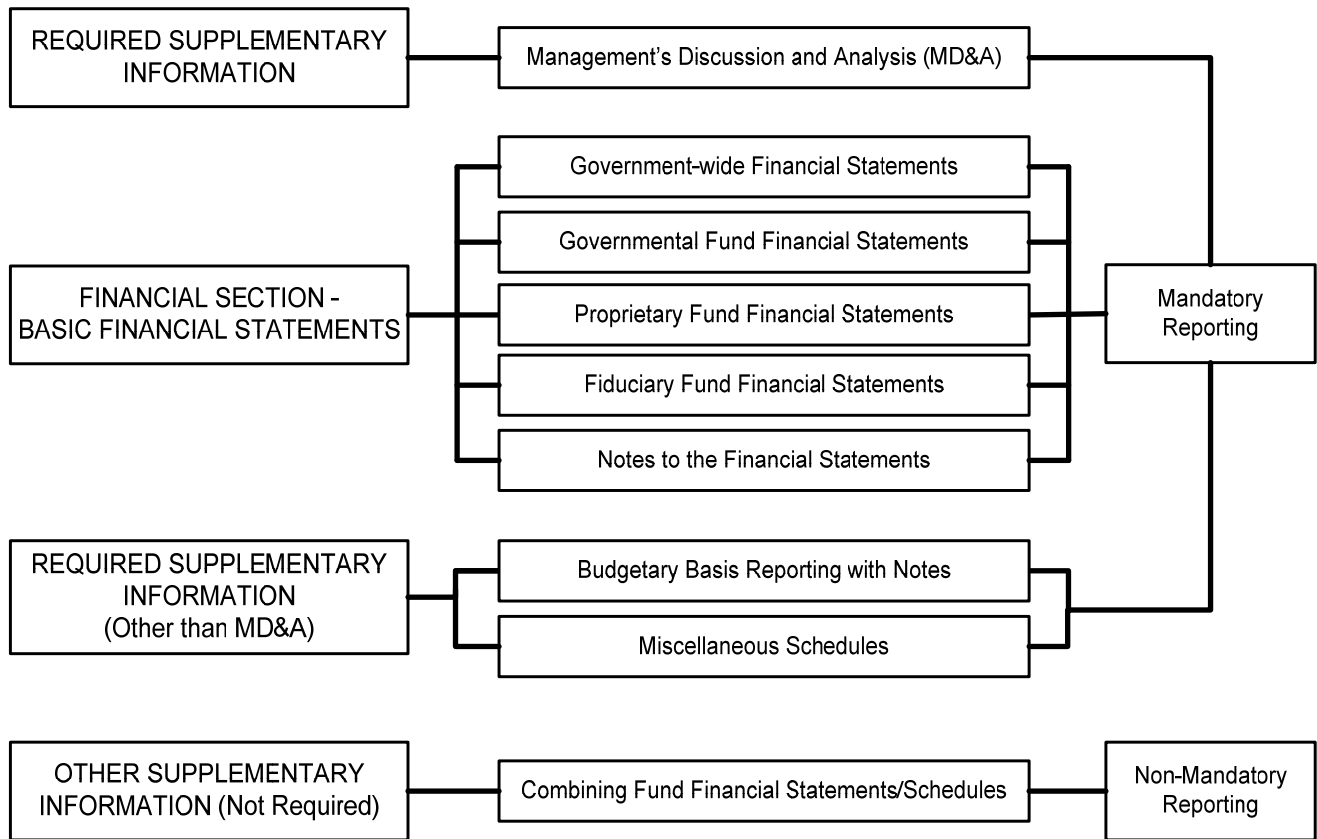 REQUIRED SUPPLEMENTARY
INFORMATION
Management's Discussion and Analysis (MD&A)
Government-wide Financial Statements
Governmental Fund Financial Statements
FINANCIAL SECTION -
BASIC FINANCIAL STATEMENTS
Proprietary Fund Financial Statements
Mandatory
Reporting
Fiduciary Fund Financial Statements
Notes to the Financial Statements
REQUIRED SUPPLEMENTARY
INFORMATION
(Other than MD&A)
Budgetary Basis Reporting with Notes
Miscellaneous Schedules
OTHER SUPPLEMENTARY
INFORMATION (Not Required)
Combining Fund Financial Statements/Schedules
Non-Mandatory
Reporting